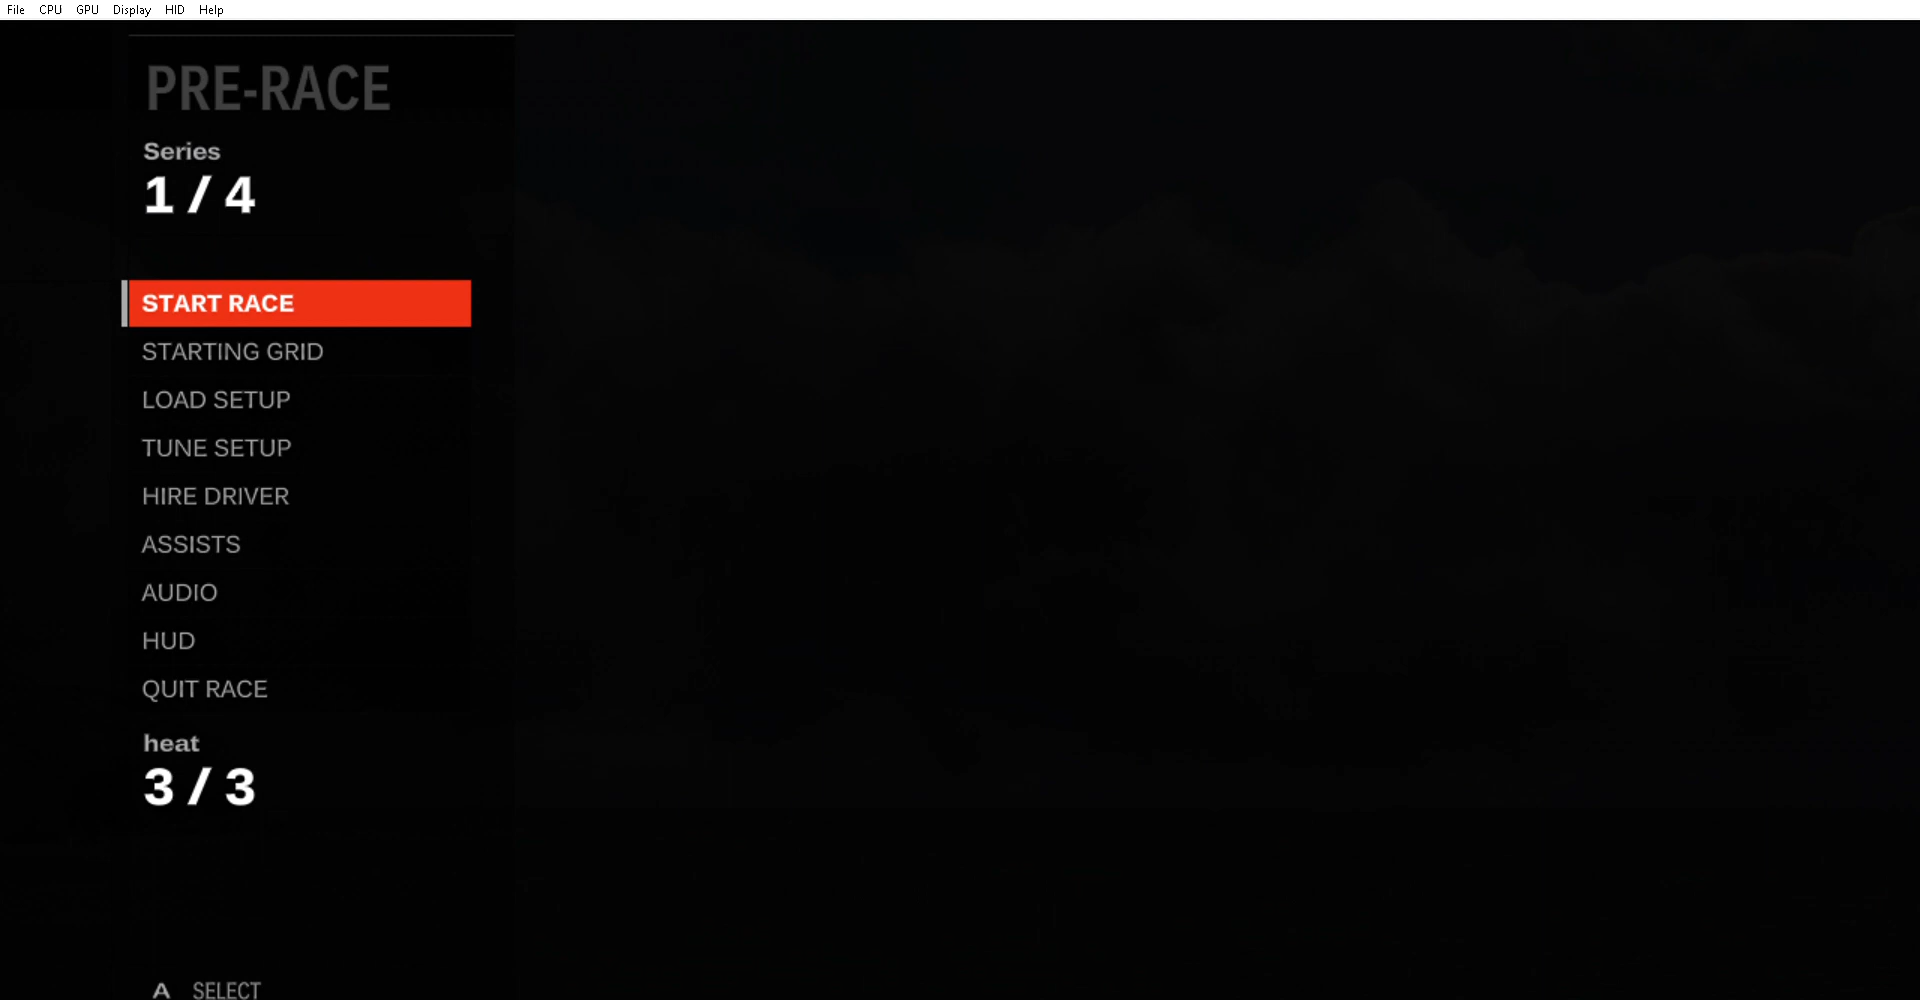 File CPU GPU Display HID Help
PRE-RACE
Series
1 / 4
START RACE
STARTING GRID
LOAD SETUP
TUNE SETUP
HIRE DRIVER
ASSISTS
AUDIO
HUD
QUIT RACE
heat
3 / 3
A SELECT